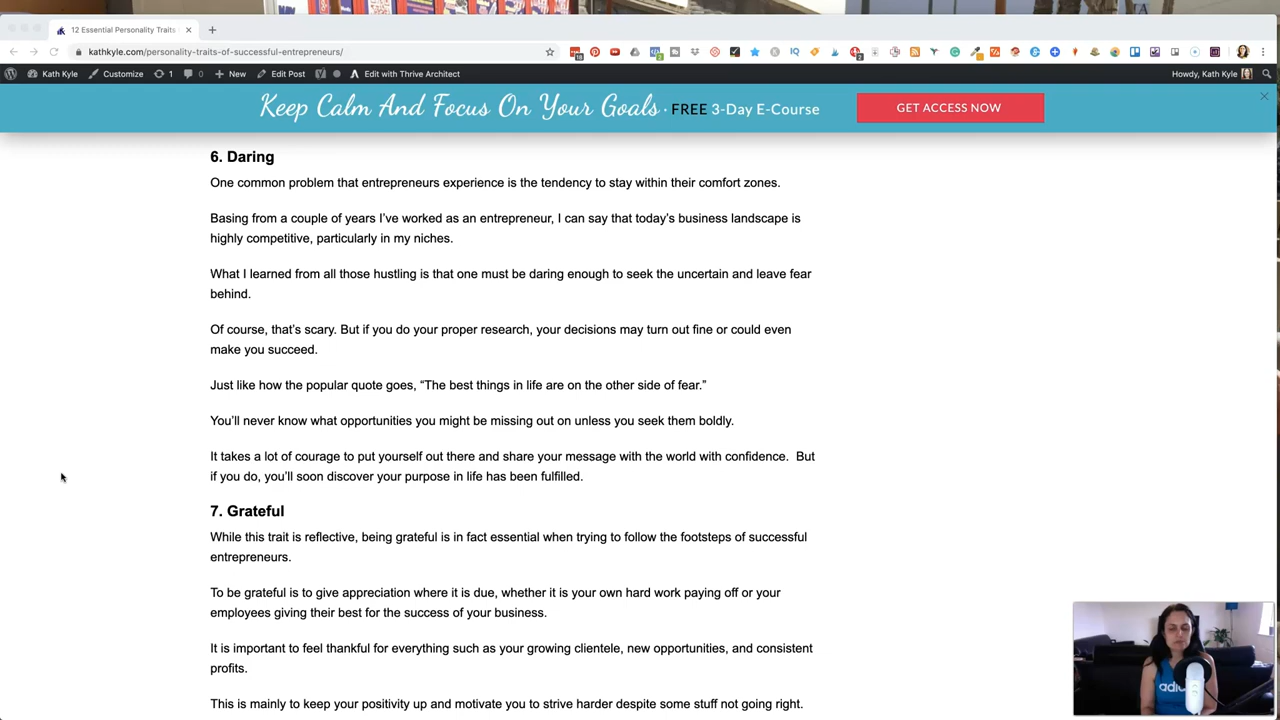 12 Essential Personality Traits
kathkyle.com/personality-traits-of-successful-entrepreneurs/
Kath Kyle Customize 1 0 New Edit Post Edit with Thrive Architect Howdy, Kath Kyle
Keep Calm And Focus On Your Goals · FREE 3-Day E-Course GET ACCESS NOW
6. Daring
One common problem that entrepreneurs experience is the tendency to stay within their comfort zones.
Basing from a couple of years I’ve worked as an entrepreneur, I can say that today’s business landscape is
highly competitive, particularly in my niches.
What I learned from all those hustling is that one must be daring enough to seek the uncertain and leave fear
behind.
Of course, that’s scary. But if you do your proper research, your decisions may turn out fine or could even
make you succeed.
Just like how the popular quote goes, “The best things in life are on the other side of fear.”
You’ll never know what opportunities you might be missing out on unless you seek them boldly.
It takes a lot of courage to put yourself out there and share your message with the world with confidence.  But
if you do, you’ll soon discover your purpose in life has been fulfilled.
7. Grateful
While this trait is reflective, being grateful is in fact essential when trying to follow the footsteps of successful
entrepreneurs.
To be grateful is to give appreciation where it is due, whether it is your own hard work paying off or your
employees giving their best for the success of your business.
It is important to feel thankful for everything such as your growing clientele, new opportunities, and consistent
profits.
This is mainly to keep your positivity up and motivate you to strive harder despite some stuff not going right.